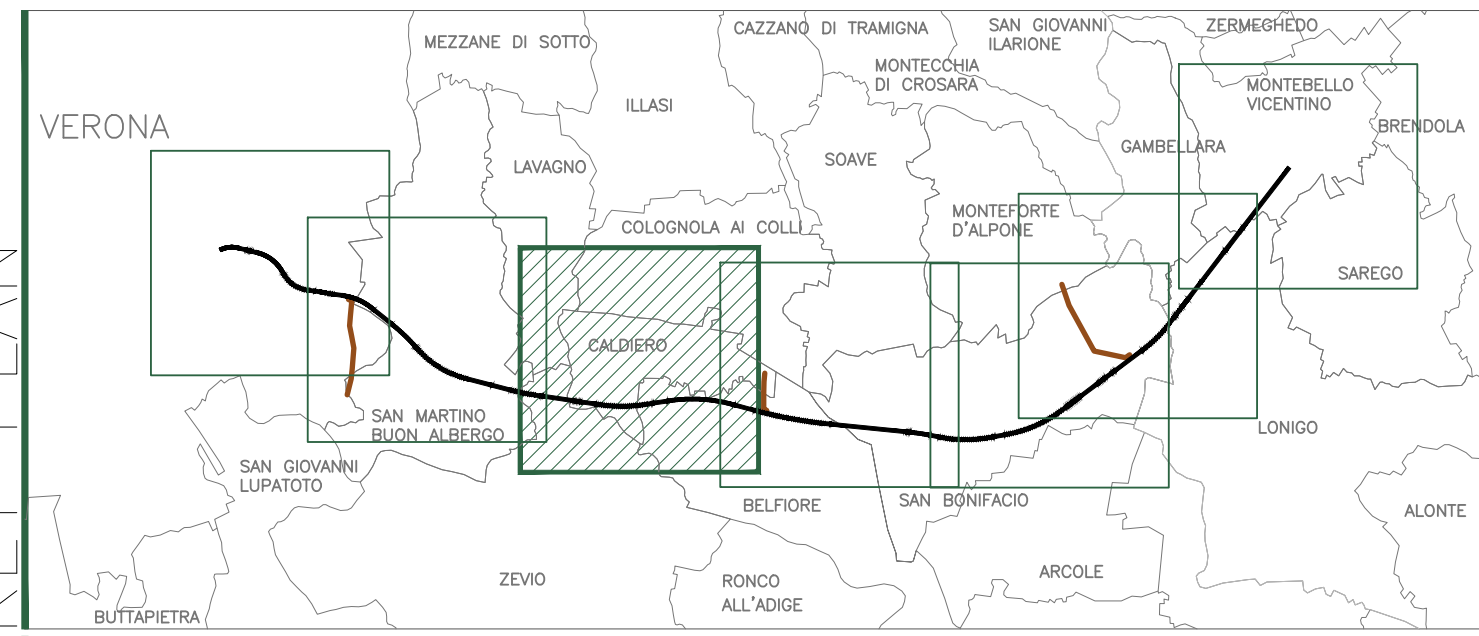 MEZZANE DI SOTTO
CAZZANO DI TRAMIGNA
SAN GIOVANNI
ILARIONE
ZERMEGHEDO
MONTECCHIA
DI CROSARA
MONTEBELLO
VICENTINO
ILLASI
VERONA
BRENDOLA
GAMBELLARA
LAVAGNO
SOAVE
MONTEFORTE
D'ALPONE
COLOGNOLA AI COLLI
SAREGO
CALDIERO
SAN MARTINO
BUON ALBERGO
LONIGO
SAN GIOVANNI
LUPATOTO
BELFIORE
SAN BONIFACIO
ALONTE
ZEVIO
RONCO
ALL'ADIGE
ARCOLE
BUTTAPIETRA